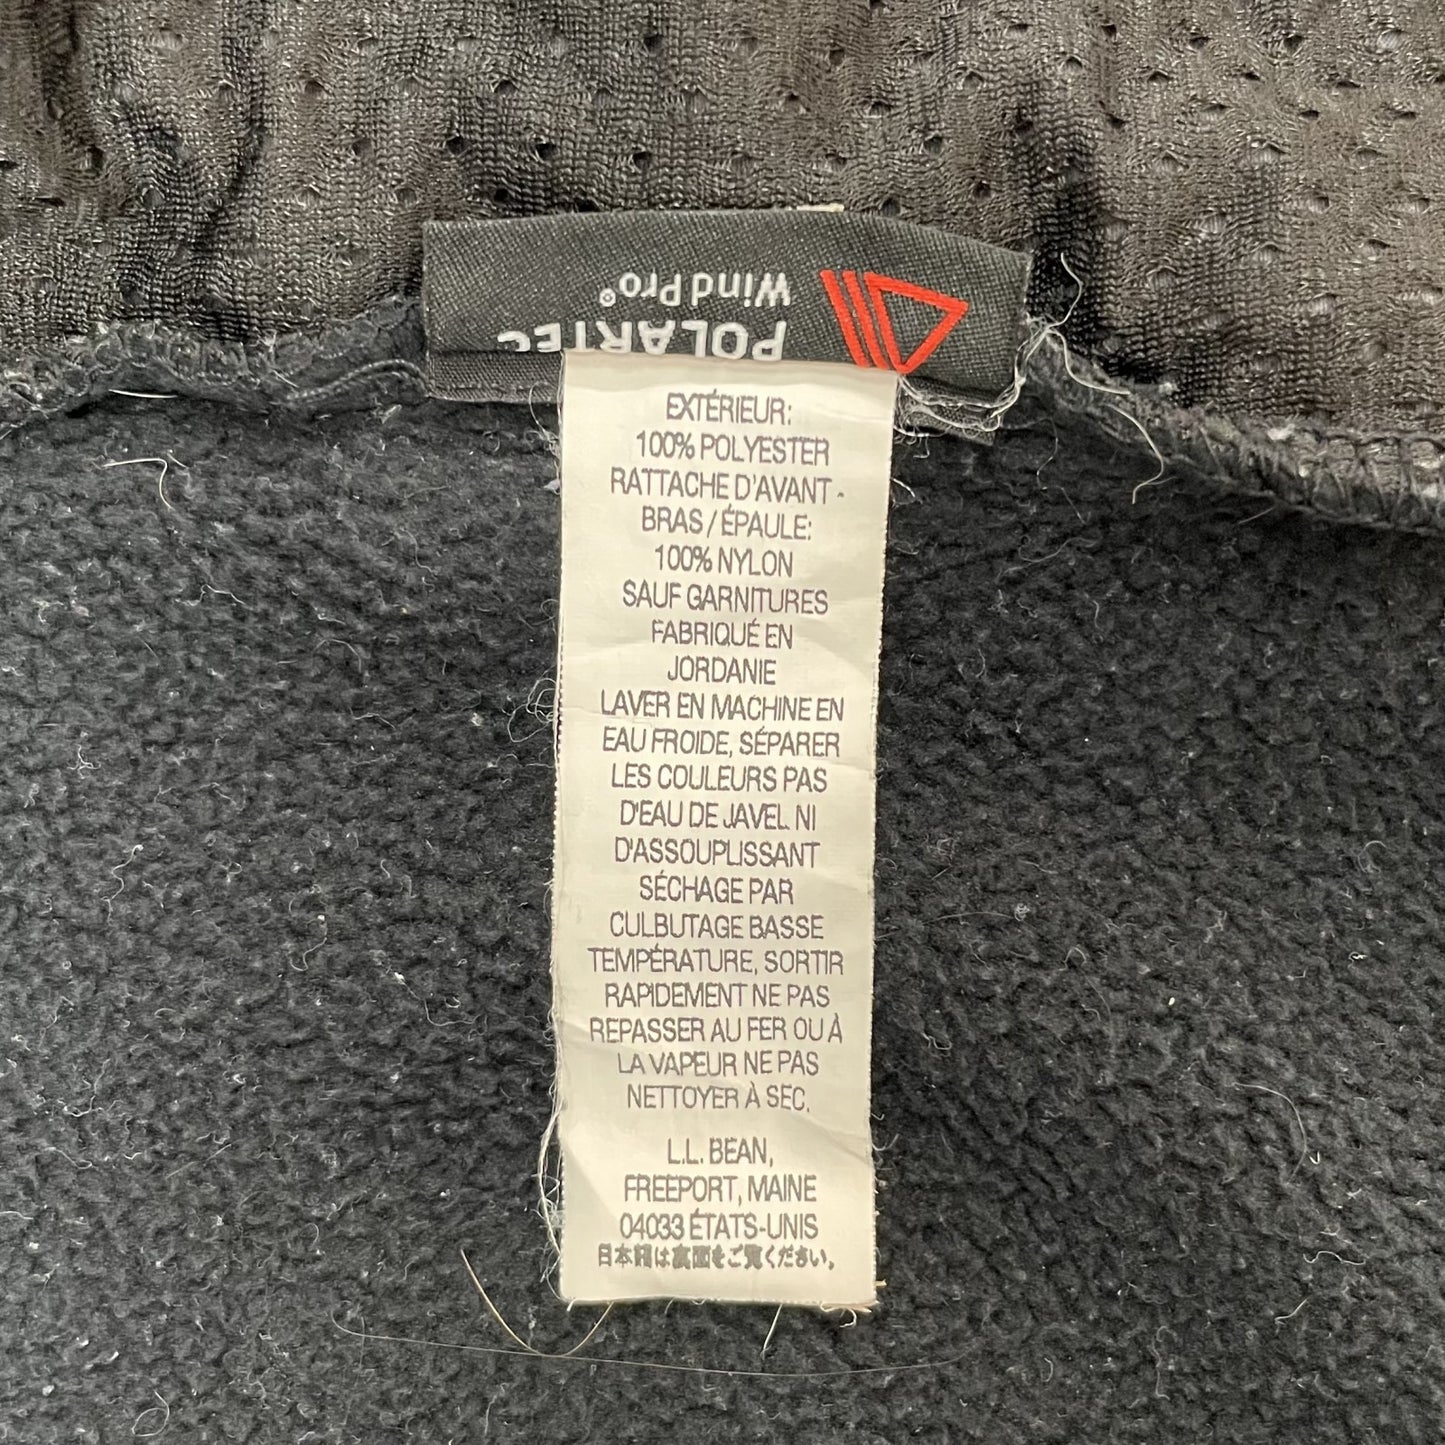 POLARTEC
Wind Pro®
EXTÉRIEUR:
100% POLYESTER
RATTACHE D'AVANT -
BRAS / ÉPAULE:
100% NYLON
SAUF GARNITURES
FABRIQUÉ EN
JORDANIE
LAVER EN MACHINE EN
EAU FROIDE, SÉPARER
LES COULEURS PAS
D'EAU DE JAVEL NI
D'ASSOUPLISSANT
SÉCHAGE PAR
CULBUTAGE BASSE
TEMPÉRATURE, SORTIR
RAPIDEMENT NE PAS
REPASSER AU FER OU À
LA VAPEUR NE PAS
NETTOYER À SEC.
L.L. BEAN,
FREEPORT, MAINE
04033 ÉTATS-UNIS
日本語は裏面をご覧ください。